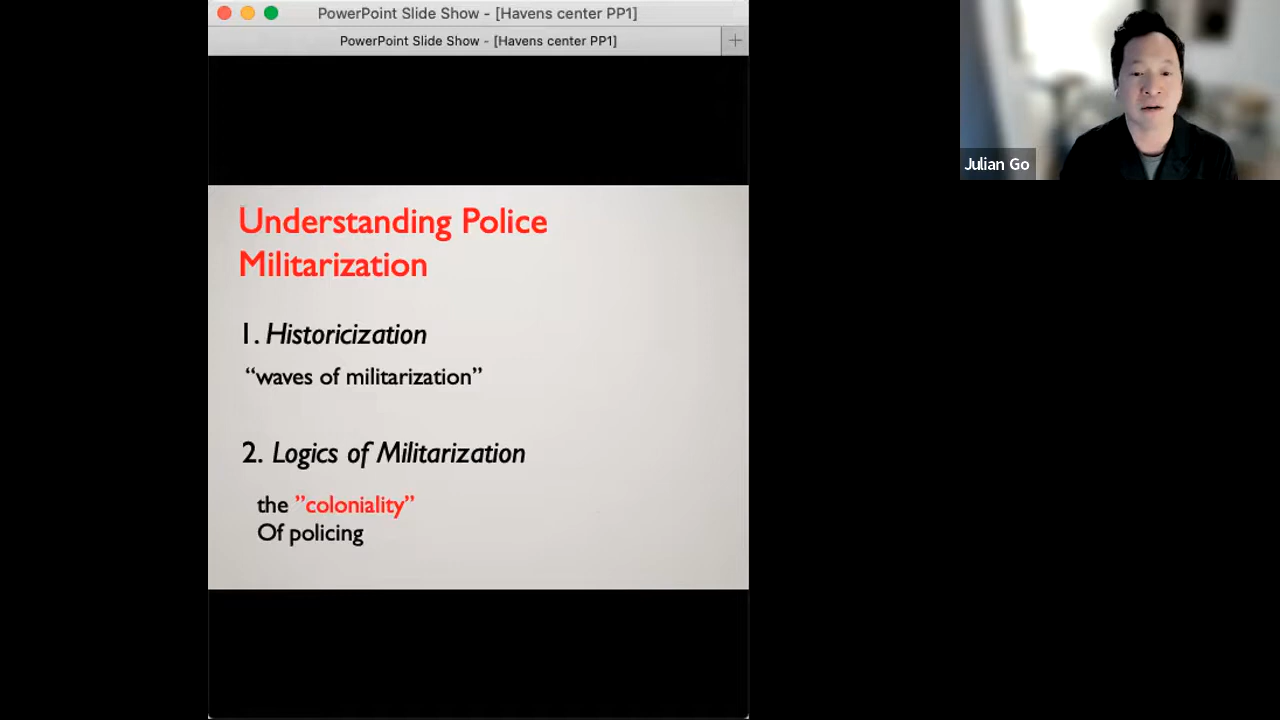 PowerPoint Slide Show - [Havens center PP1]
PowerPoint Slide Show - [Havens center PP1]
Understanding Police
Militarization
1. Historicization
“waves of militarization”
2. Logics of Militarization
the ”coloniality”
Of policing
Julian Go